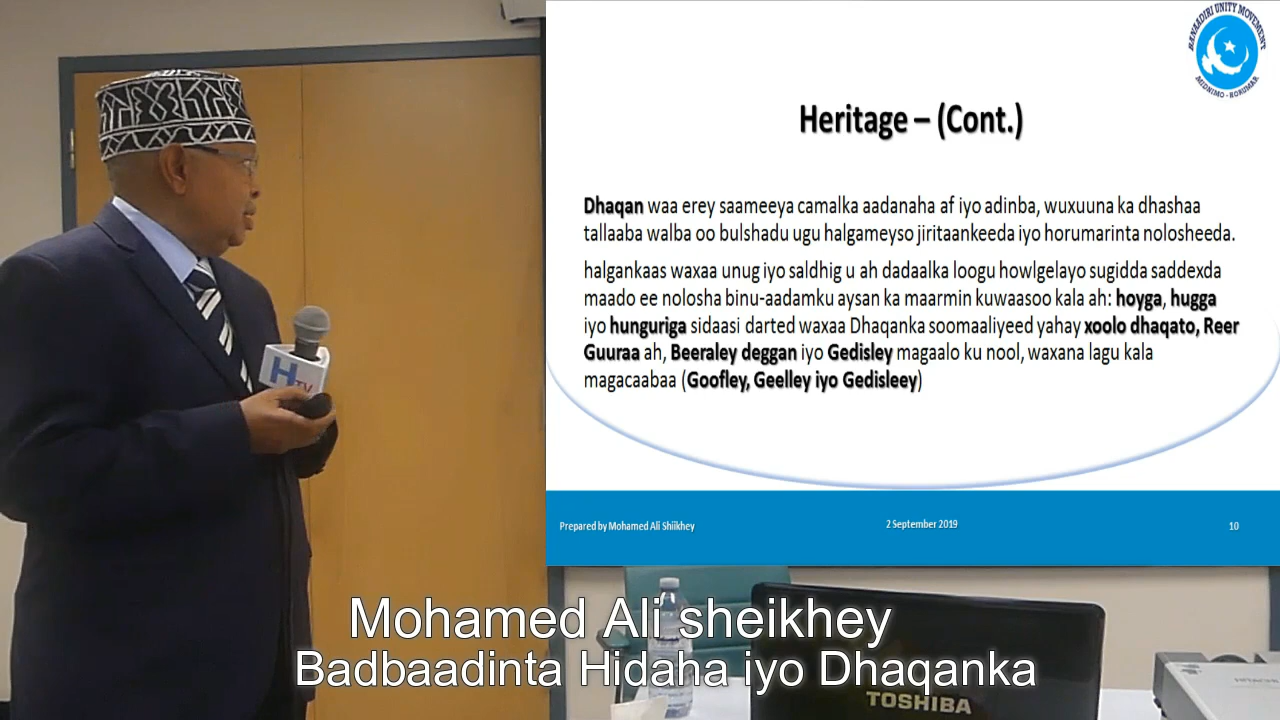 BANAADIRI UNITY MOVEMENT
MIDNIMO - HORUMAR
Heritage – (Cont.)
Dhaqan waa erey saameeya camalka aadanaha af iyo adinba, wuxuuna ka dhashaa
tallaaba walba oo bulshadu ugu halgameyso jiritaankeeda iyo horumarinta nolosheeda.
halgankaas waxaa unug iyo saldhig u ah dadaalka loogu howlgelayo sugidda saddexda
maado ee nolosha binu-aadamku aysan ka maarmin kuwaasoo kala ah: hoyga, hugga
iyo hunguriga sidaasi darted waxaa Dhaqanka soomaaliyeed yahay xoolo dhaqato, Reer
Guuraa ah, Beeraley deggan iyo Gedisley magaalo ku nool, waxana lagu kala
magacaabaa (Goofley, Geelley iyo Gedisleey)
Prepared by Mohamed Ali Shiikhey
2 September 2019
10
H TV
Mohamed Ali sheikhey
Badbaadinta Hidaha iyo Dhaqanka
TOSHIBA
HITACHI